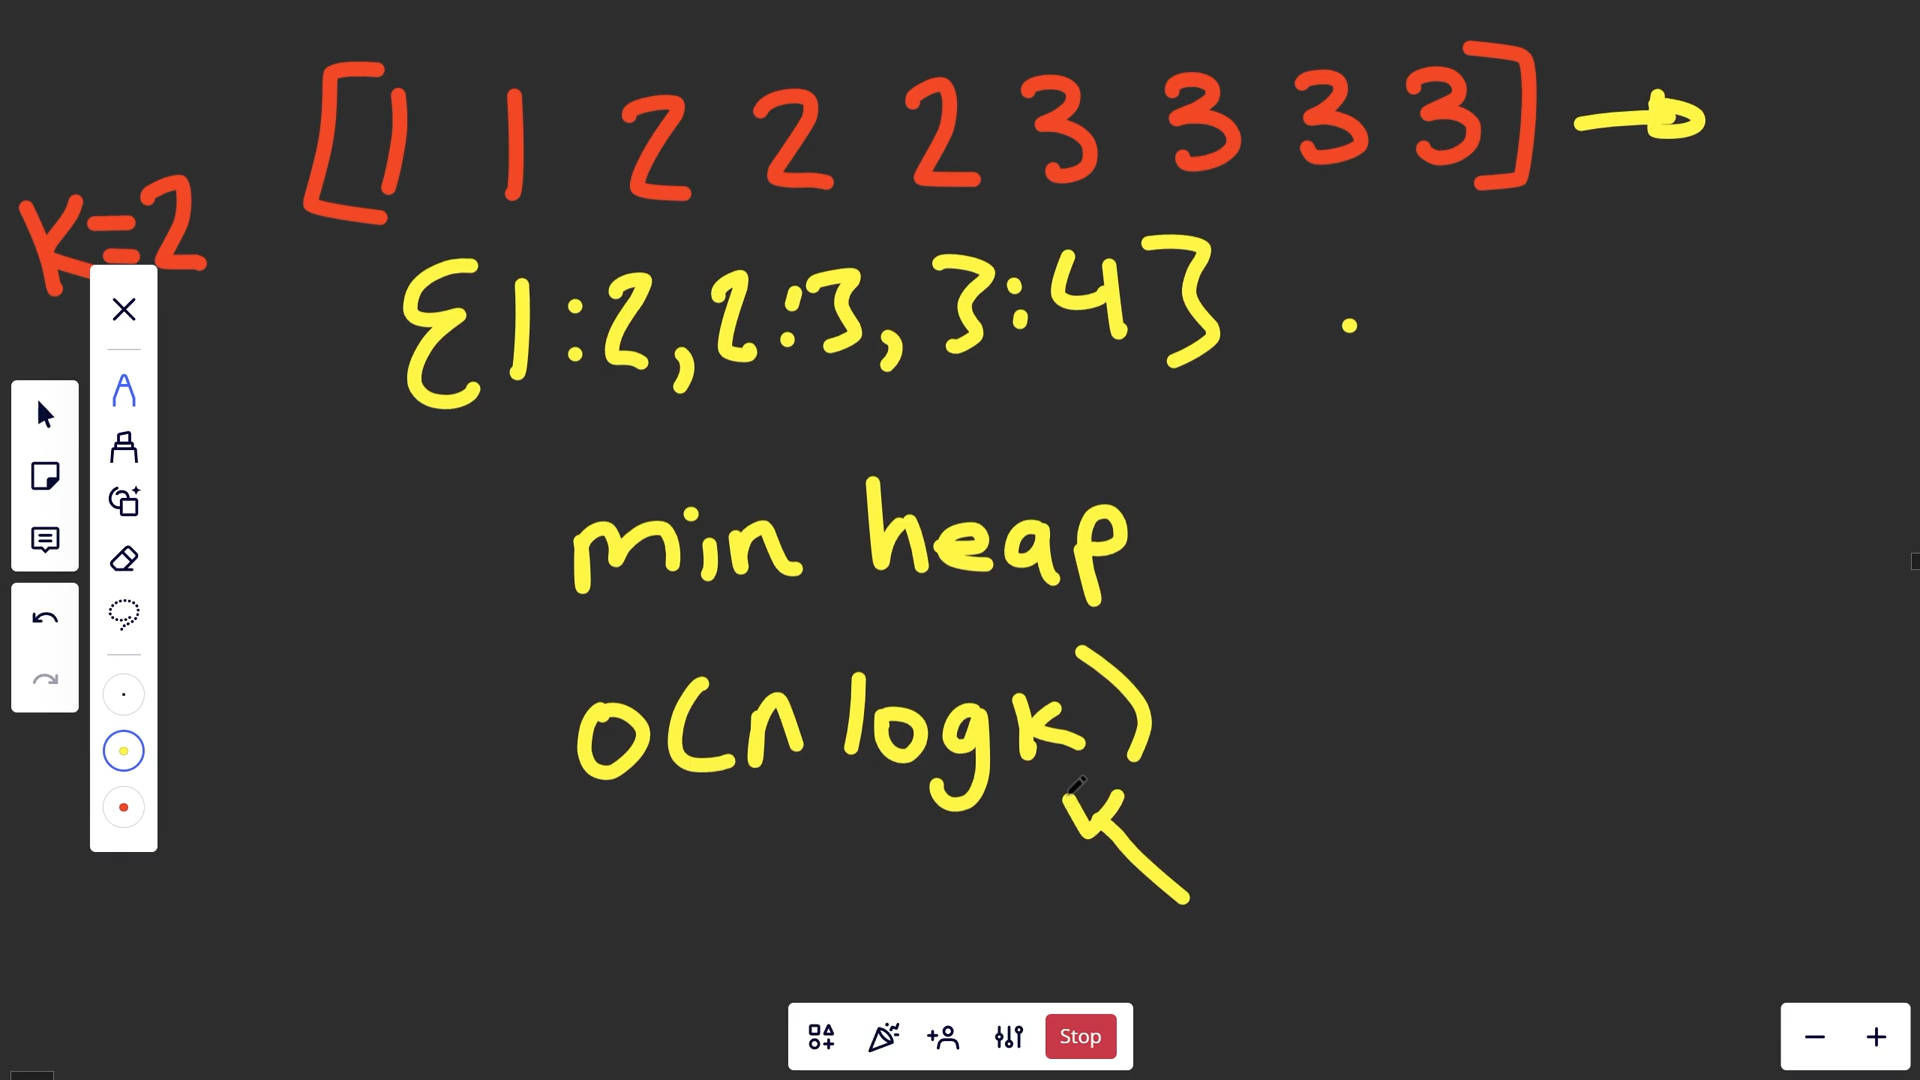 [1 1 2 2 2 3 3 3 3]
K=2
{1:2, 2:3, 3:4}
min heap
O(n log k)
Stop